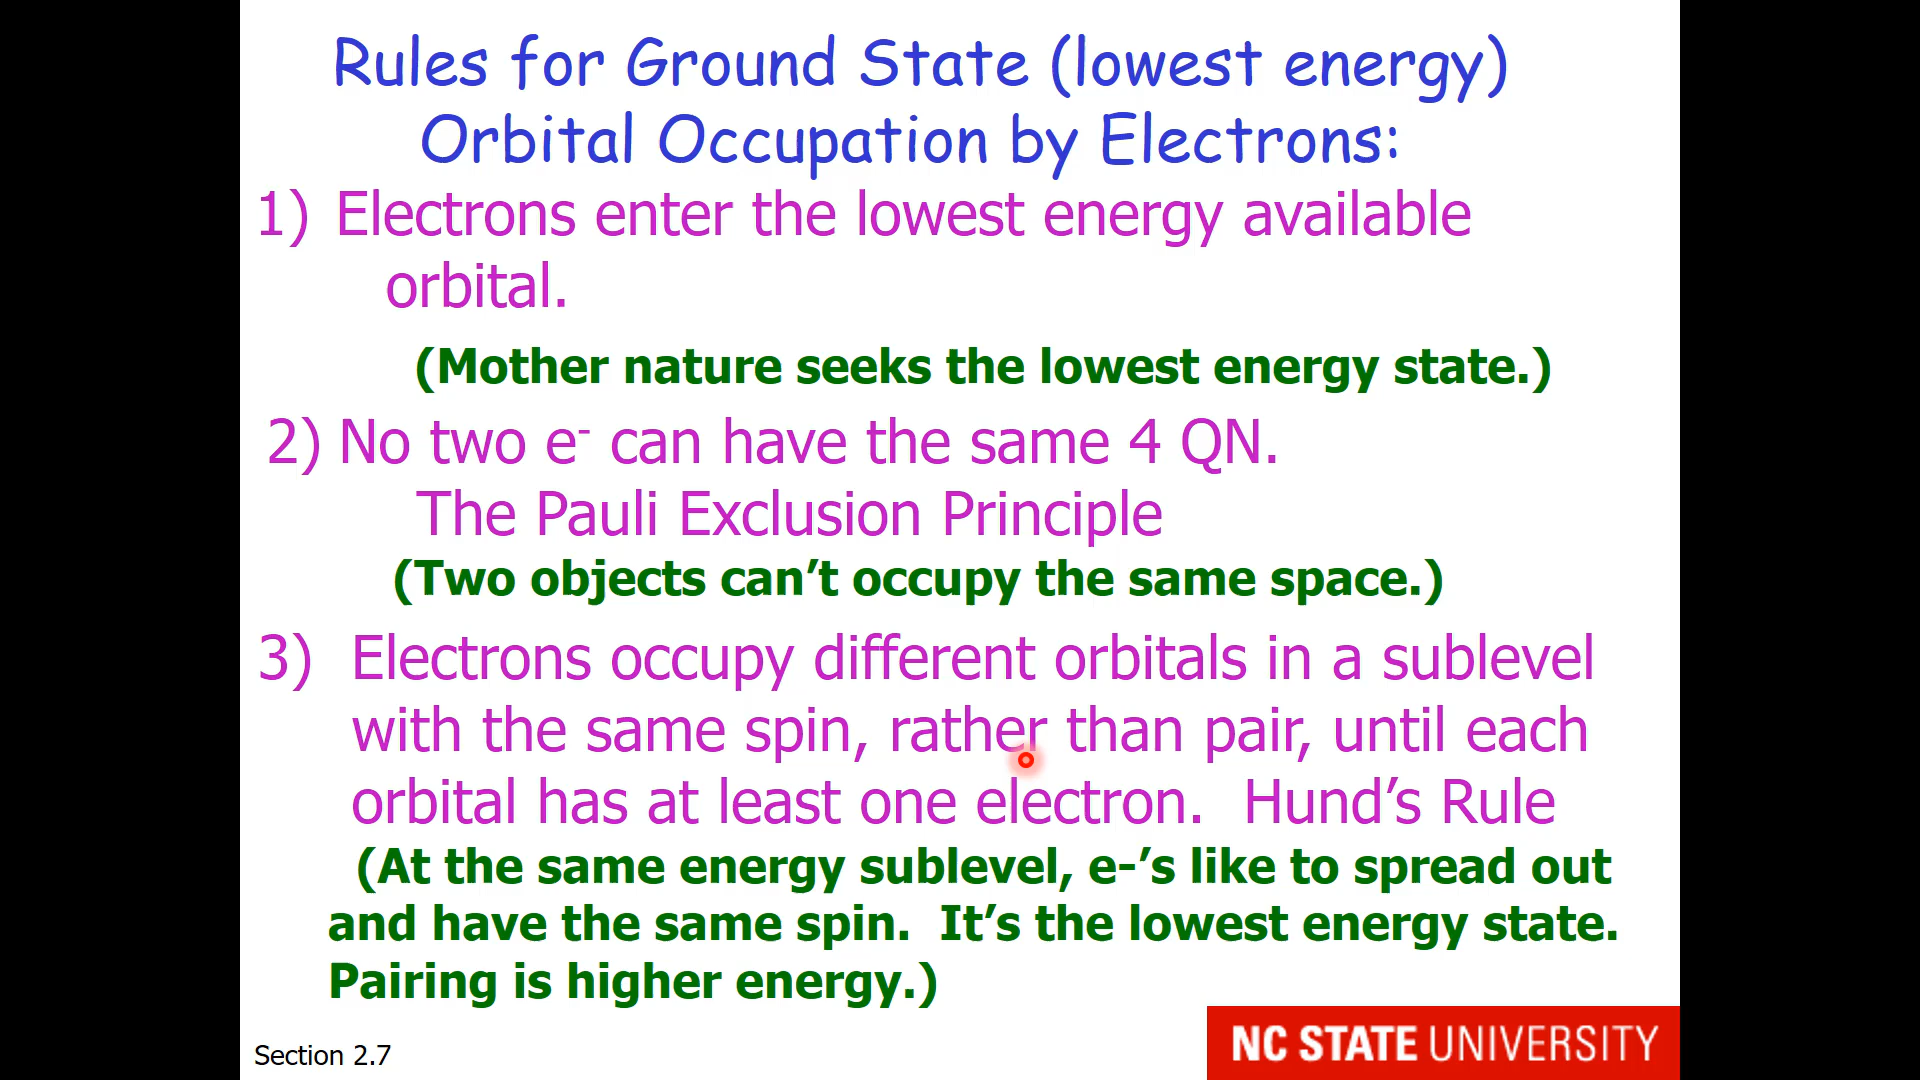 Rules for Ground State (lowest energy)
Orbital Occupation by Electrons:
1) Electrons enter the lowest energy available
orbital.
(Mother nature seeks the lowest energy state.)
2) No two e⁻ can have the same 4 QN.
The Pauli Exclusion Principle
(Two objects can’t occupy the same space.)
3) Electrons occupy different orbitals in a sublevel
with the same spin, rather than pair, until each
orbital has at least one electron. Hund’s Rule
(At the same energy sublevel, e-’s like to spread out
and have the same spin. It’s the lowest energy state.
Pairing is higher energy.)
Section 2.7
NC STATE UNIVERSITY